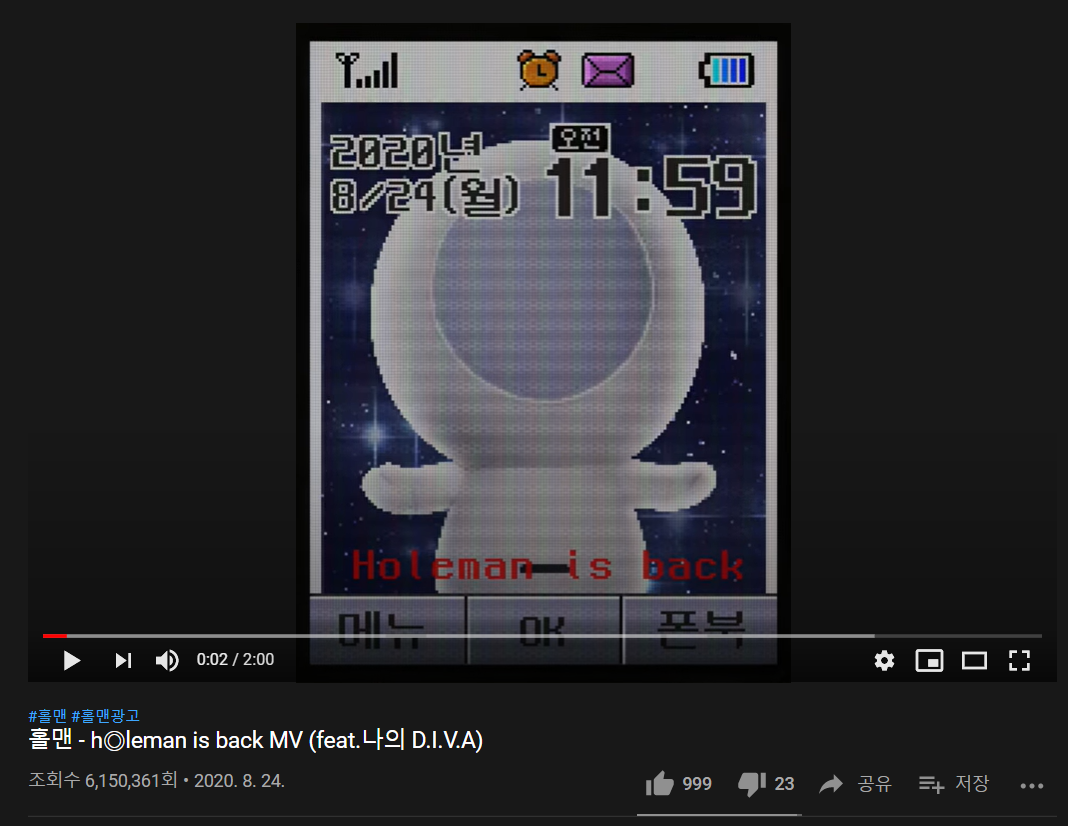 2020년
8/24(월)
오전
11:59
Holeman is back
메뉴 OK 폰북
0:02 / 2:00
#홀맨 #홀맨광고
홀맨 - h◎leman is back MV (feat.나의 D.I.V.A)
조회수 6,150,361회 • 2020. 8. 24.
999 23 공유 저장